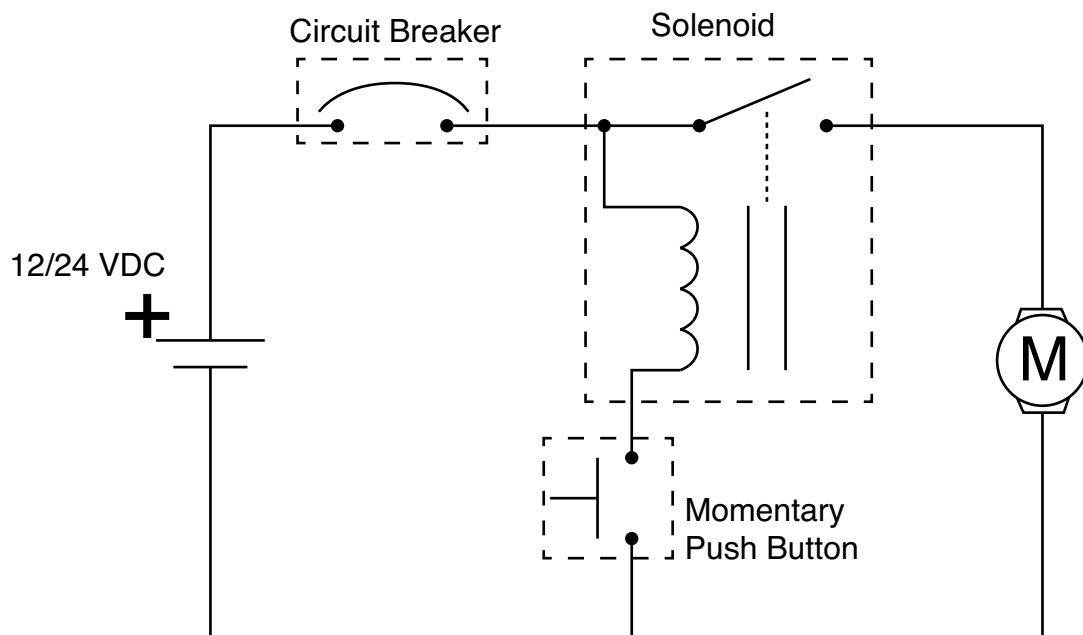 Circuit Breaker
Solenoid
12/24 VDC
+
M
Momentary
Push Button